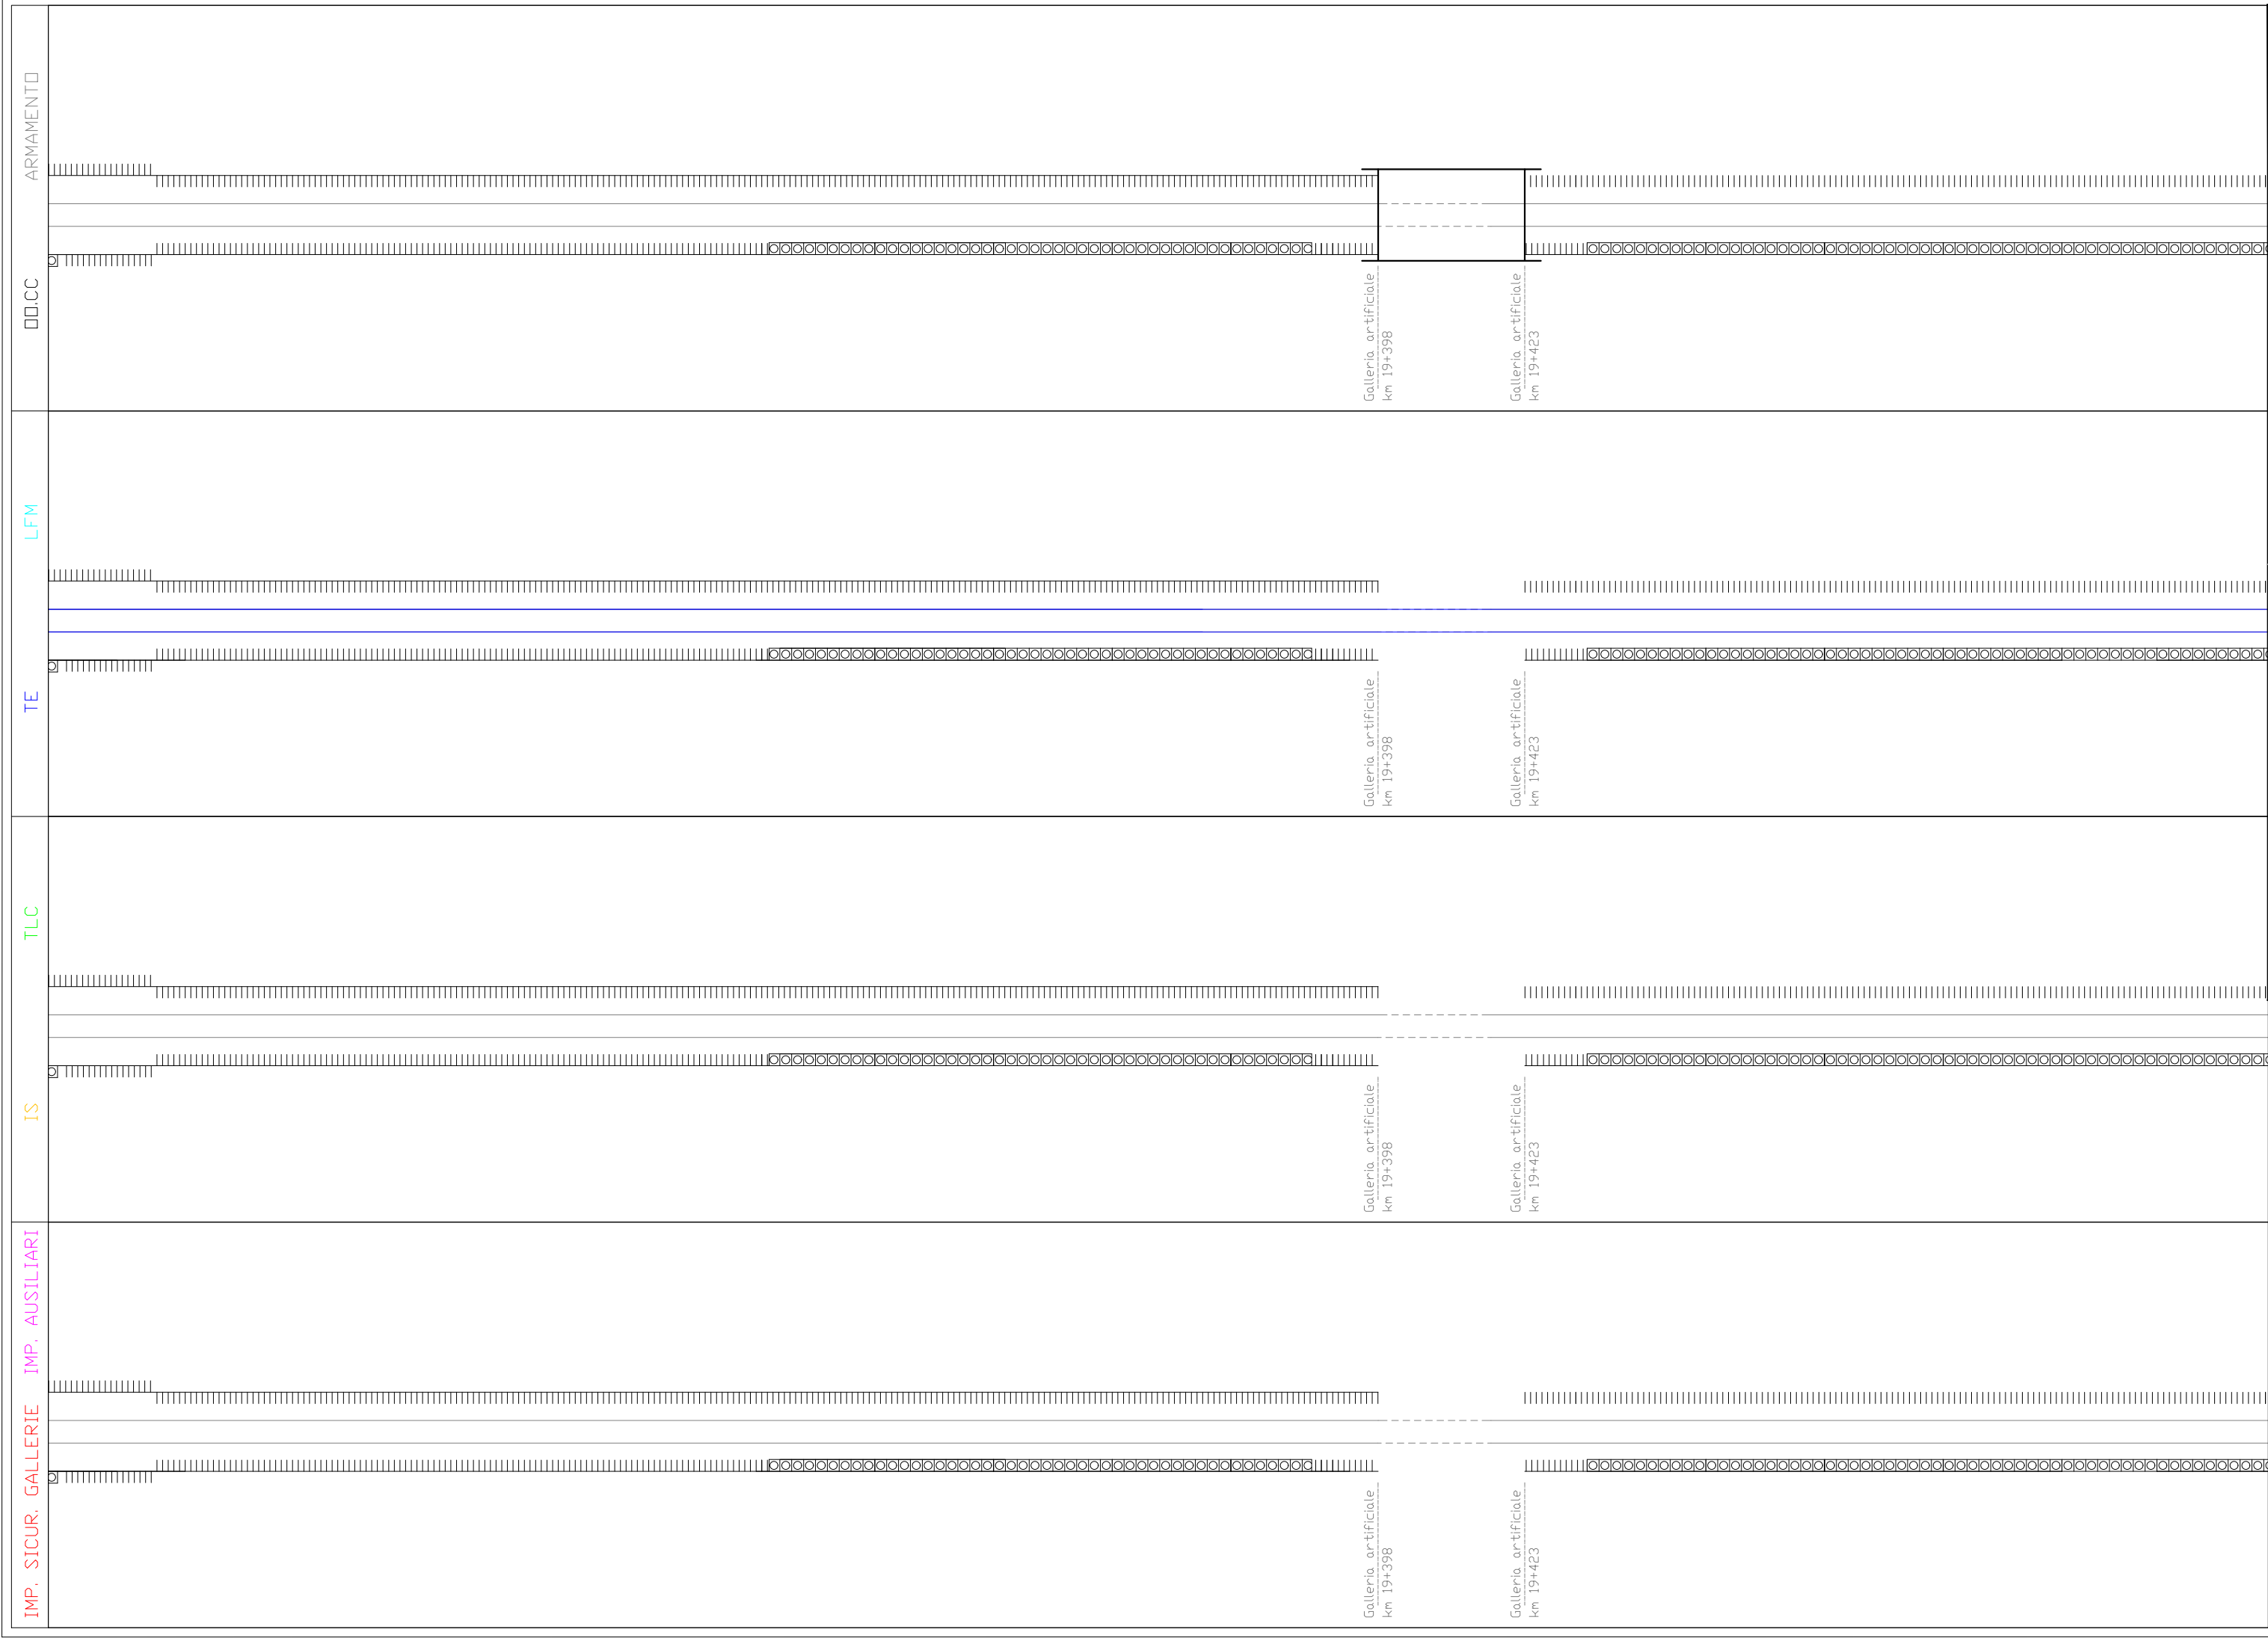 ARMAMENTO
OO.CC
Galleria artificiale
km 19+398
Galleria artificiale
km 19+423
LFM
TE
Galleria artificiale
km 19+398
Galleria artificiale
km 19+423
TLC
IS
Galleria artificiale
km 19+398
Galleria artificiale
km 19+423
IMP. AUSILIARI
IMP. SICUR. GALLERIE
Galleria artificiale
km 19+398
Galleria artificiale
km 19+423